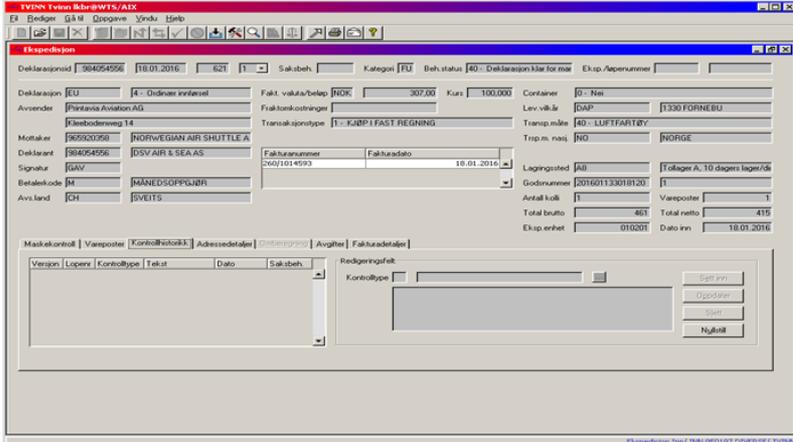 TVINN Tvinn lkbr@WTS/AIX
Fil Rediger Gå til Oppgave Vindu Hjelp
Ekspedisjon
Deklarasjonsid 984054556 18.01.2016 621 1 Saksbeh. Kategori FU Beh.status 40 - Deklarasjon klar for mar Eksp./løpenummer
Deklarasjon EU 4 - Ordinær innførsel Fakt. valuta/beløp NOK 307,00 Kurs 100,000 Container 0 - Nei
Avsender Printavia Aviation AG Fraktomkostninger Lev.vilkår DAP 1330 FORNEBU
Kleebodenweg 14 Transaksjonstype 1 - KJØP I FAST REGNING Transp.måte 40 - LUFTFARTØY
Mottaker 965920358 NORWEGIAN AIR SHUTTLE A Trsp.m. nasj. NO NORGE
Deklarant 984054556 DSV AIR & SEA AS Fakturanummer Fakturadato
Signatur GAV 260/1014593 18.01.2016 Lagringssted A8 Tollager A, 10 dagers lager/di
Betalerkode M MÅNEDSOPPGJØR Godsnummer 201601133018120 1
Avs.land CH SVEITS Antall kolli 1 Vareposter 1
Total brutto 461 Total netto 415
Eksp.enhet 010201 Dato inn 18.01.2016
Maskekontroll Vareposter Kontrollhistorikk Adressedetaljer Omberegning Avgifter Fakturadetaljer
Versjon Lopenr Kontrolltype Tekst Dato Saksbeh. Redigeringsfelt
Kontrolltype ... Sett inn
Oppdater
Slett
Nullstill